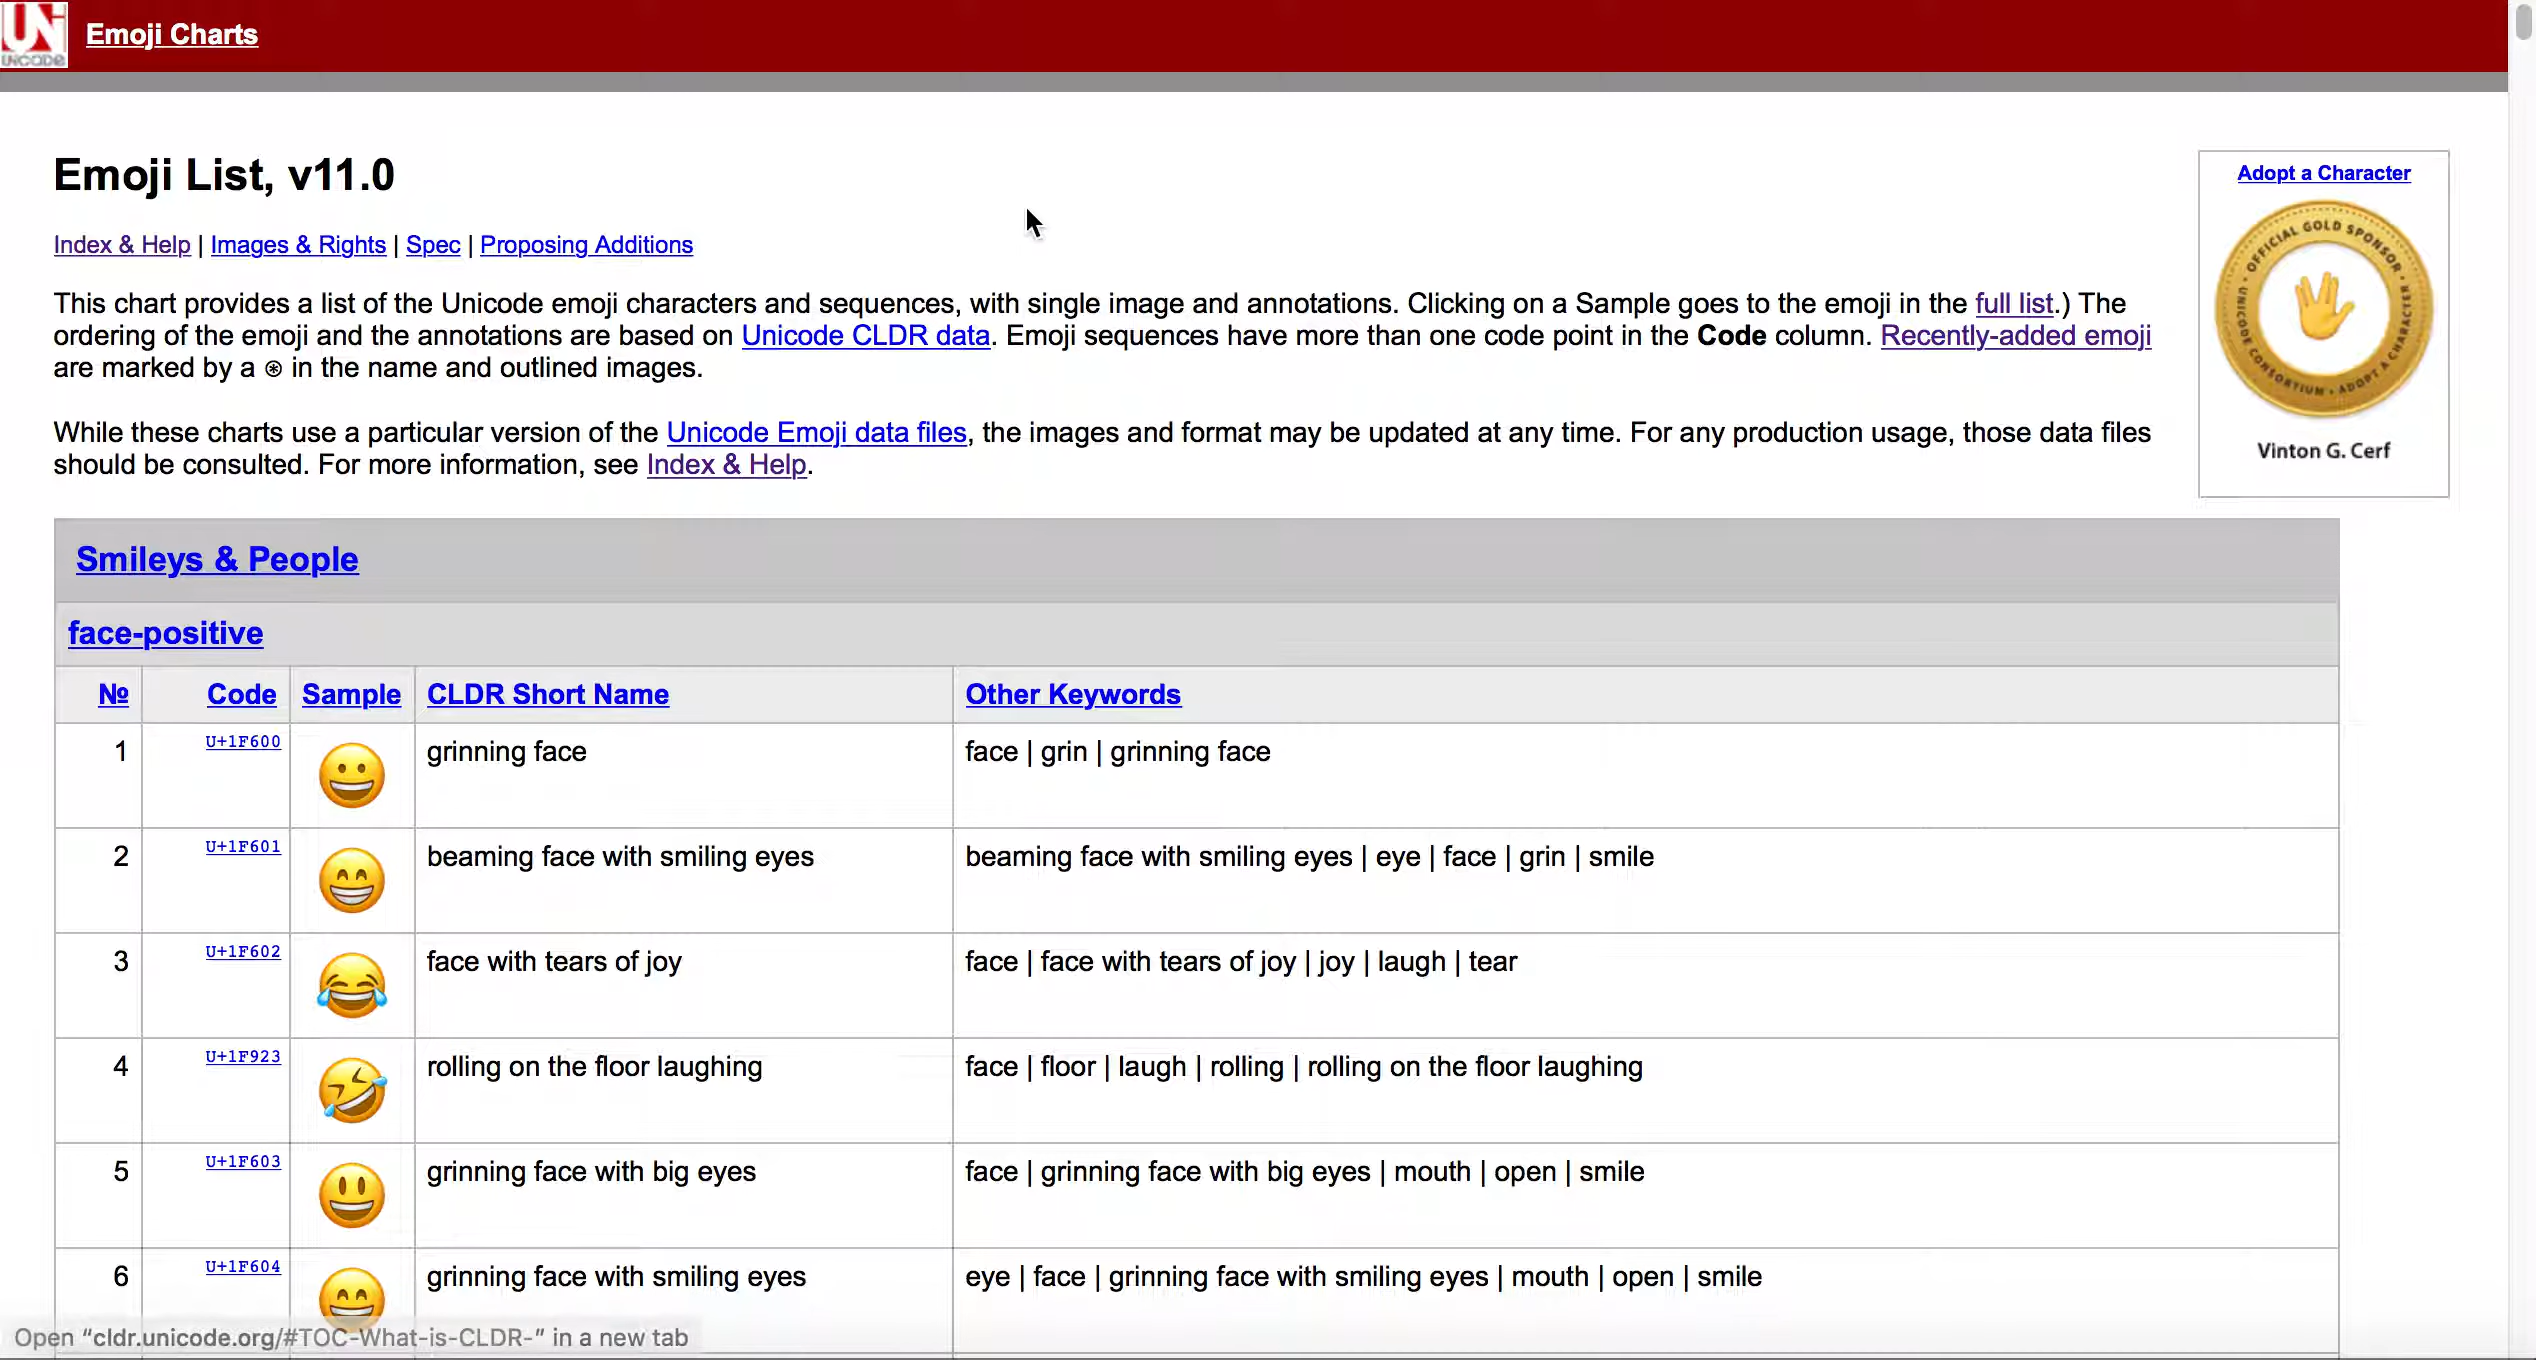 UNICODE
Emoji Charts
Emoji List, v11.0
Index & Help | Images & Rights | Spec | Proposing Additions
This chart provides a list of the Unicode emoji characters and sequences, with single image and annotations. Clicking on a Sample goes to the emoji in the full list.) The
ordering of the emoji and the annotations are based on Unicode CLDR data. Emoji sequences have more than one code point in the Code column. Recently-added emoji
are marked by a ⊛ in the name and outlined images.
While these charts use a particular version of the Unicode Emoji data files, the images and format may be updated at any time. For any production usage, those data files
should be consulted. For more information, see Index & Help.
Adopt a Character
OFFICIAL GOLD SPONSOR • UNICODE CONSORTIUM • ADOPT A CHARACTER •
Vinton G. Cerf
Smileys & People
face-positive
№ Code Sample CLDR Short Name Other Keywords
1 U+1F600 😀 grinning face face | grin | grinning face
2 U+1F601 😁 beaming face with smiling eyes beaming face with smiling eyes | eye | face | grin | smile
3 U+1F602 😂 face with tears of joy face | face with tears of joy | joy | laugh | tear
4 U+1F923 🤣 rolling on the floor laughing face | floor | laugh | rolling | rolling on the floor laughing
5 U+1F603 😃 grinning face with big eyes face | grinning face with big eyes | mouth | open | smile
6 U+1F604 😄 grinning face with smiling eyes eye | face | grinning face with smiling eyes | mouth | open | smile
Open “cldr.unicode.org/#TOC-What-is-CLDR-” in a new tab